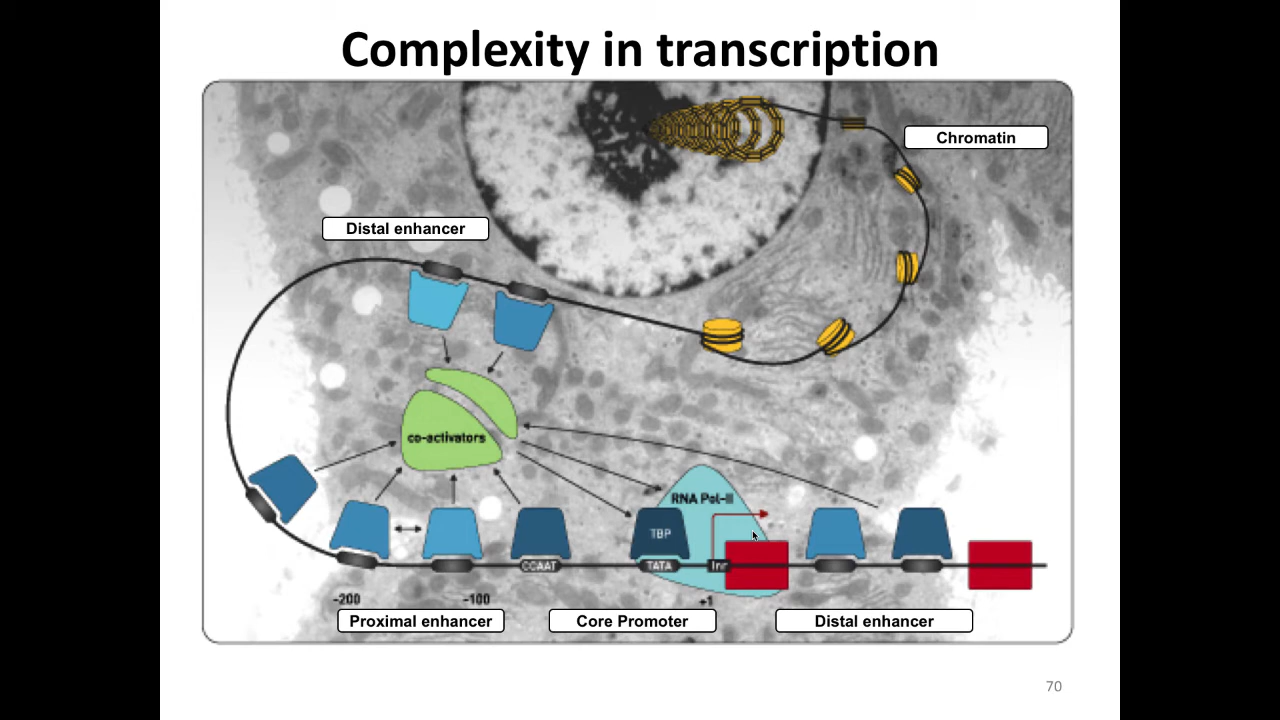 Complexity in transcription
Chromatin
Distal enhancer
co-activators
RNA Pol-II
TBP
CCAAT
TATA
Inr
-200
-100
+1
Proximal enhancer
Core Promoter
Distal enhancer
70